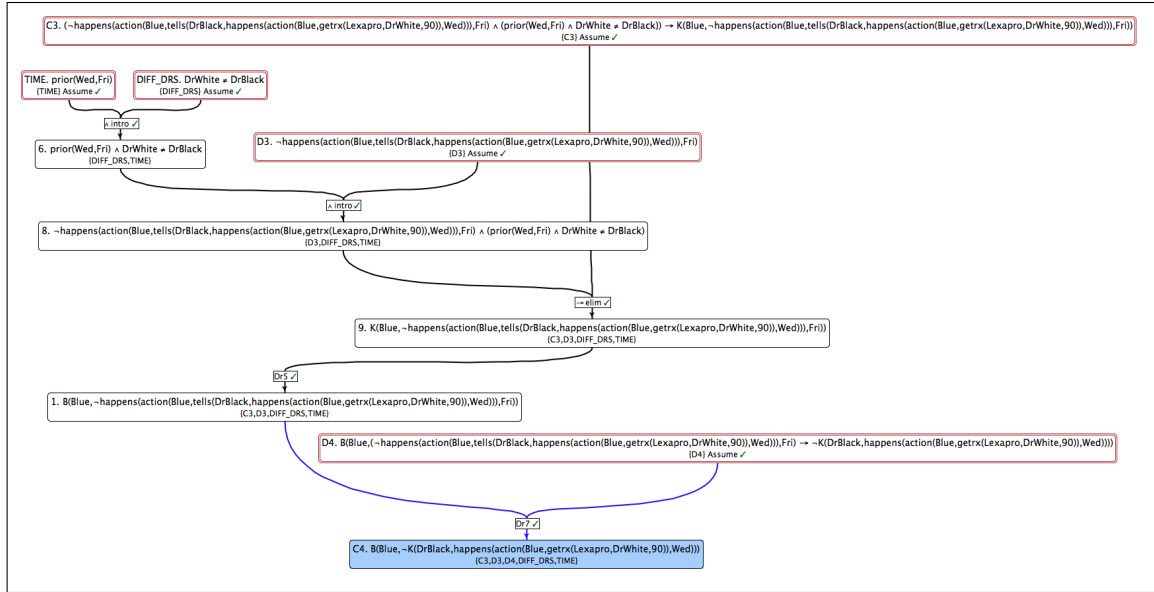 C3. (¬happens(action(Blue,tells(DrBlack,happens(action(Blue,getrx(Lexapro,DrWhite,90)),Wed))),Fri) ∧ (prior(Wed,Fri) ∧ DrWhite ≠ DrBlack)) → K(Blue,¬happens(action(Blue,tells(DrBlack,happens(action(Blue,getrx(Lexapro,DrWhite,90)),Wed))),Fri))
{C3} Assume ✓
TIME. prior(Wed,Fri)
{TIME} Assume ✓
DIFF_DRS. DrWhite ≠ DrBlack
{DIFF_DRS} Assume ✓
∧ intro ✓
D3. ¬happens(action(Blue,tells(DrBlack,happens(action(Blue,getrx(Lexapro,DrWhite,90)),Wed))),Fri)
{D3} Assume ✓
6. prior(Wed,Fri) ∧ DrWhite ≠ DrBlack
{DIFF_DRS,TIME}
∧ intro ✓
8. ¬happens(action(Blue,tells(DrBlack,happens(action(Blue,getrx(Lexapro,DrWhite,90)),Wed))),Fri) ∧ (prior(Wed,Fri) ∧ DrWhite ≠ DrBlack)
{D3,DIFF_DRS,TIME}
→ elim ✓
9. K(Blue,¬happens(action(Blue,tells(DrBlack,happens(action(Blue,getrx(Lexapro,DrWhite,90)),Wed))),Fri))
{C3,D3,DIFF_DRS,TIME}
Dr5 ✓
1. B(Blue,¬happens(action(Blue,tells(DrBlack,happens(action(Blue,getrx(Lexapro,DrWhite,90)),Wed))),Fri))
{C3,D3,DIFF_DRS,TIME}
D4. B(Blue,(¬happens(action(Blue,tells(DrBlack,happens(action(Blue,getrx(Lexapro,DrWhite,90)),Wed))),Fri) → ¬K(DrBlack,happens(action(Blue,getrx(Lexapro,DrWhite,90)),Wed))))
{D4} Assume ✓
Dr7 ✓
C4. B(Blue,¬K(DrBlack,happens(action(Blue,getrx(Lexapro,DrWhite,90)),Wed)))
{C3,D3,D4,DIFF_DRS,TIME}